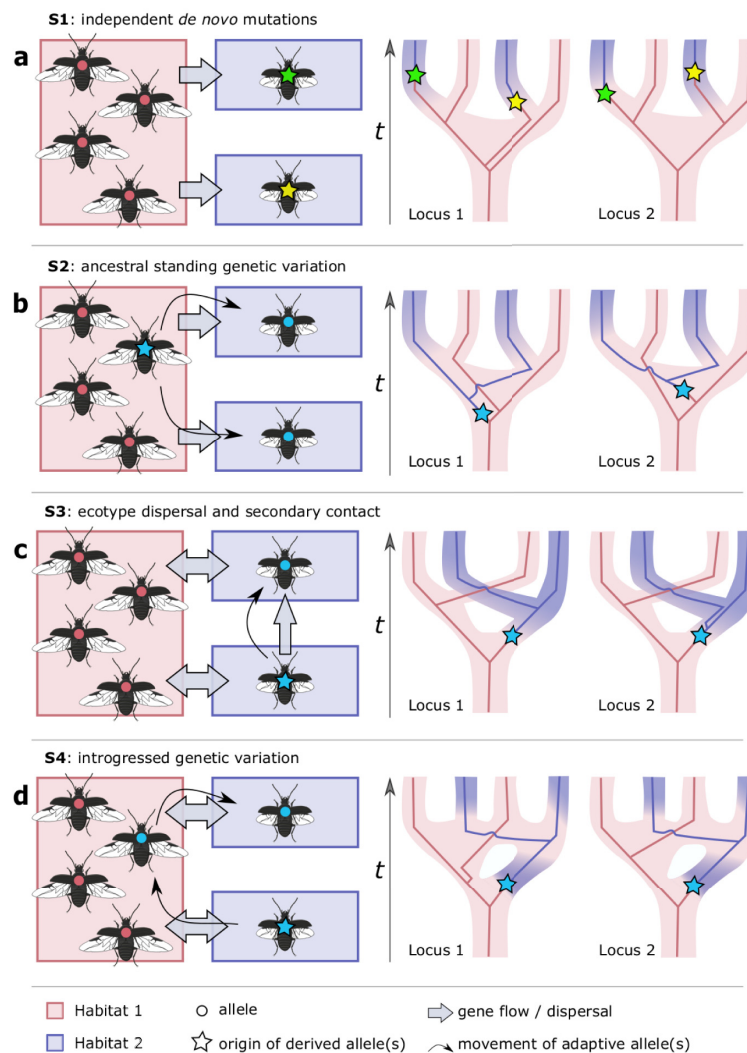 S1: independent de novo mutations
a
t
Locus 1
Locus 2
S2: ancestral standing genetic variation
b
t
Locus 1
Locus 2
S3: ecotype dispersal and secondary contact
c
t
Locus 1
Locus 2
S4: introgressed genetic variation
d
t
Locus 1
Locus 2
Habitat 1
allele
gene flow / dispersal
Habitat 2
origin of derived allele(s)
movement of adaptive allele(s)